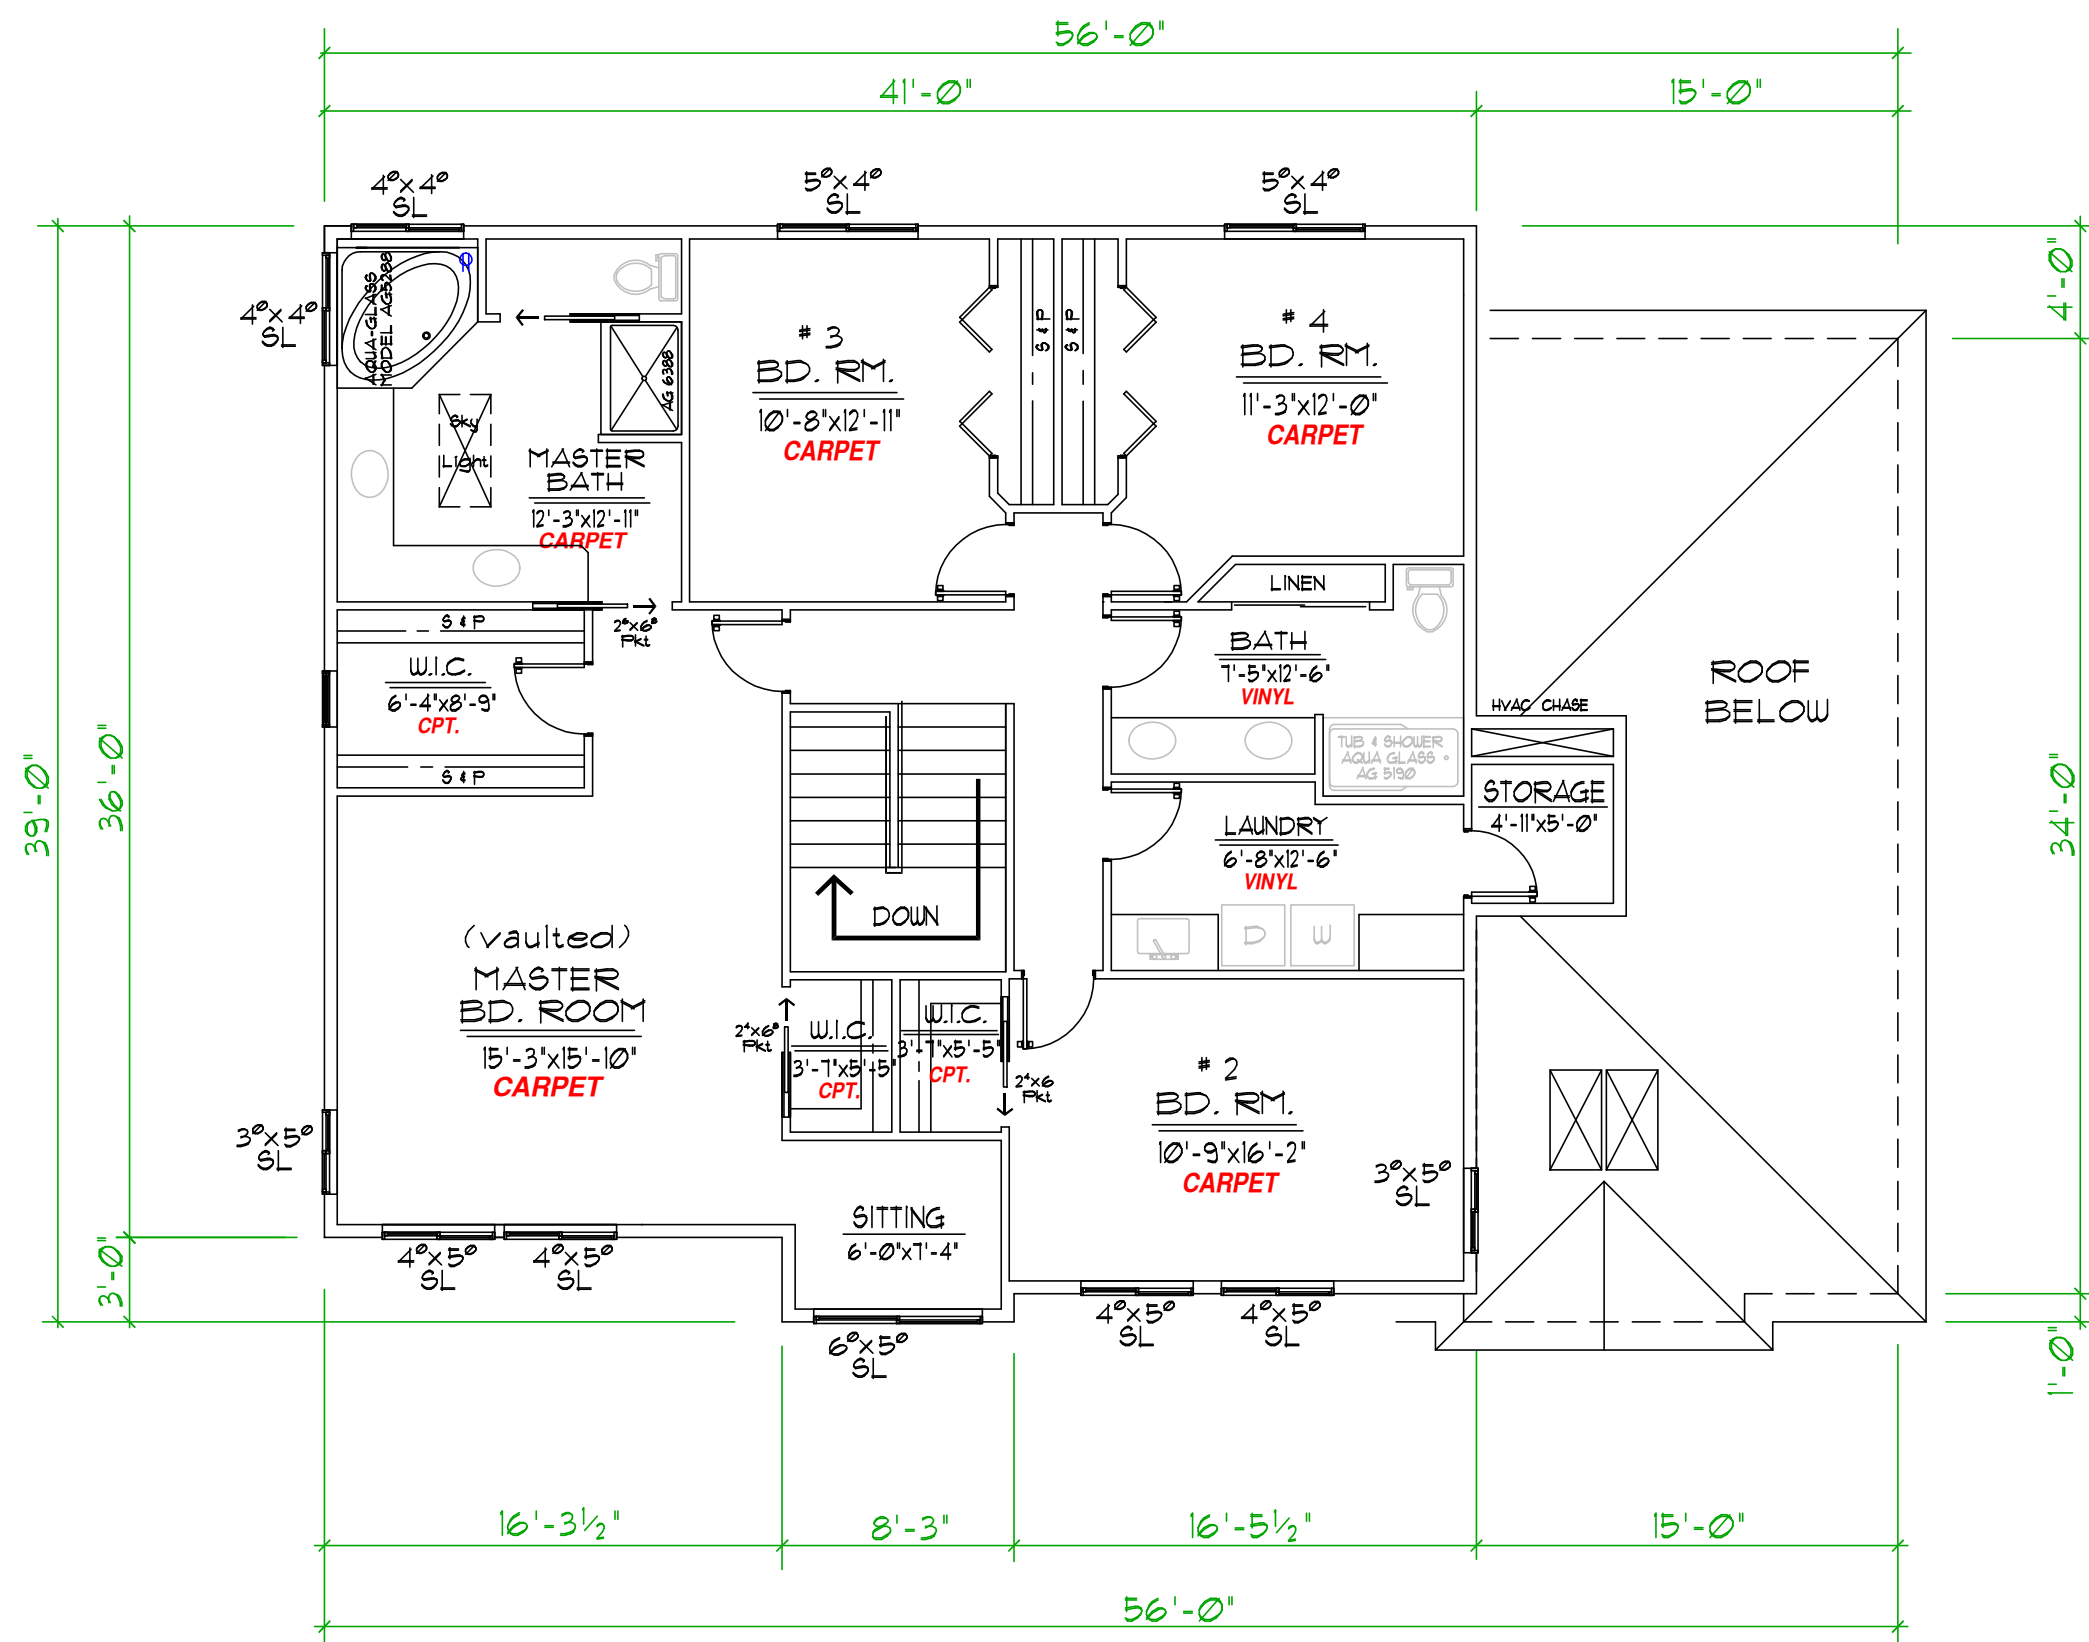 56'-0"
41'-0"
15'-0"
4⁰x4⁰
SL
5⁰x4⁰
SL
5⁰x4⁰
SL
4⁰x4⁰
SL
AQUA-GLASS
MODEL AG5288
Sky
Light
AG 6388
MASTER
BATH
12'-3"x12'-11"
CARPET
# 3
BD. RM.
10'-8"x12'-11"
CARPET
S & P
S & P
# 4
BD. RM.
11'-3"x12'-0"
CARPET
4'-0"
LINEN
S & P
2⁶x6⁸
Pkt
W.I.C.
6'-4"x8'-9"
CPT.
S & P
BATH
7'-5"x12'-6"
VINYL
TUB & SHOWER
AQUA GLASS
AG 5190
HVAC CHASE
ROOF
BELOW
STORAGE
4'-11"x5'-0"
39'-0"
36'-0"
34'-0"
LAUNDRY
6'-8"x12'-6"
VINYL
D
W
DOWN
(vaulted)
MASTER
BD. ROOM
15'-3"x15'-10"
CARPET
2⁴x6⁸
Pkt
W.I.C.
3'-7"x5'-5"
CPT.
W.I.C.
3'-7"x5'-5"
CPT.
2⁴x6
Pkt
# 2
BD. RM.
10'-9"x16'-2"
CARPET
3⁰x5⁰
SL
3⁰x5⁰
SL
SITTING
6'-0"x7'-4"
3'-0"
4⁰x5⁰
SL
4⁰x5⁰
SL
6⁰x5⁰
SL
4⁰x5⁰
SL
4⁰x5⁰
SL
1'-0"
16'-3½"
8'-3"
16'-5½"
15'-0"
56'-0"